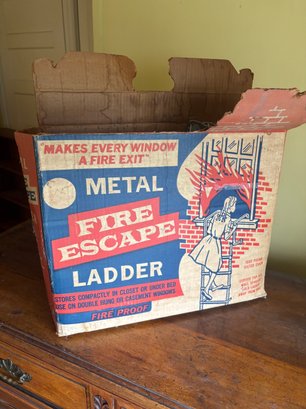 "MAKES EVERY WINDOW
A FIRE EXIT"
METAL
FIRE
ESCAPE
LADDER
STORES COMPACTLY IN CLOSET OR UNDER BED
USE ON DOUBLE HUNG OR CASEMENT WINDOWS
FIRE PROOF